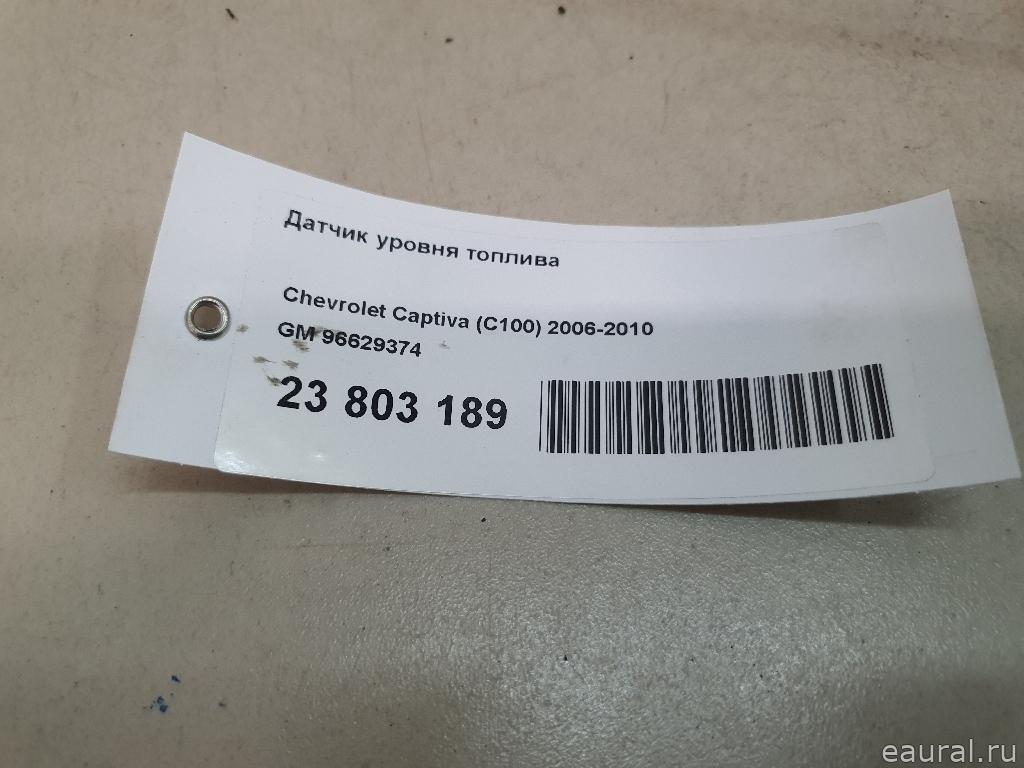 Датчик уровня топлива
Chevrolet Captiva (C100) 2006-2010
GM 96629374
23 803 189
eaural.ru